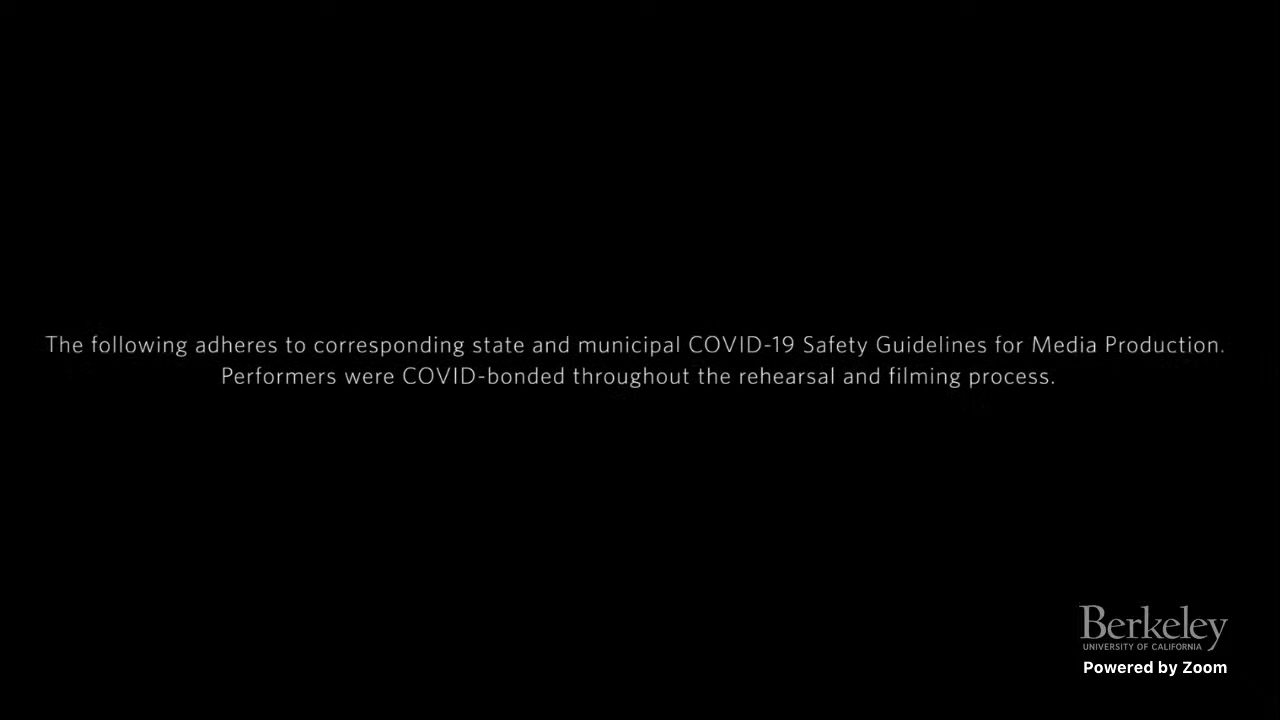 The following adheres to corresponding state and municipal COVID-19 Safety Guidelines for Media Production.
Performers were COVID-bonded throughout the rehearsal and filming process.
Berkeley
UNIVERSITY OF CALIFORNIA
Powered by Zoom